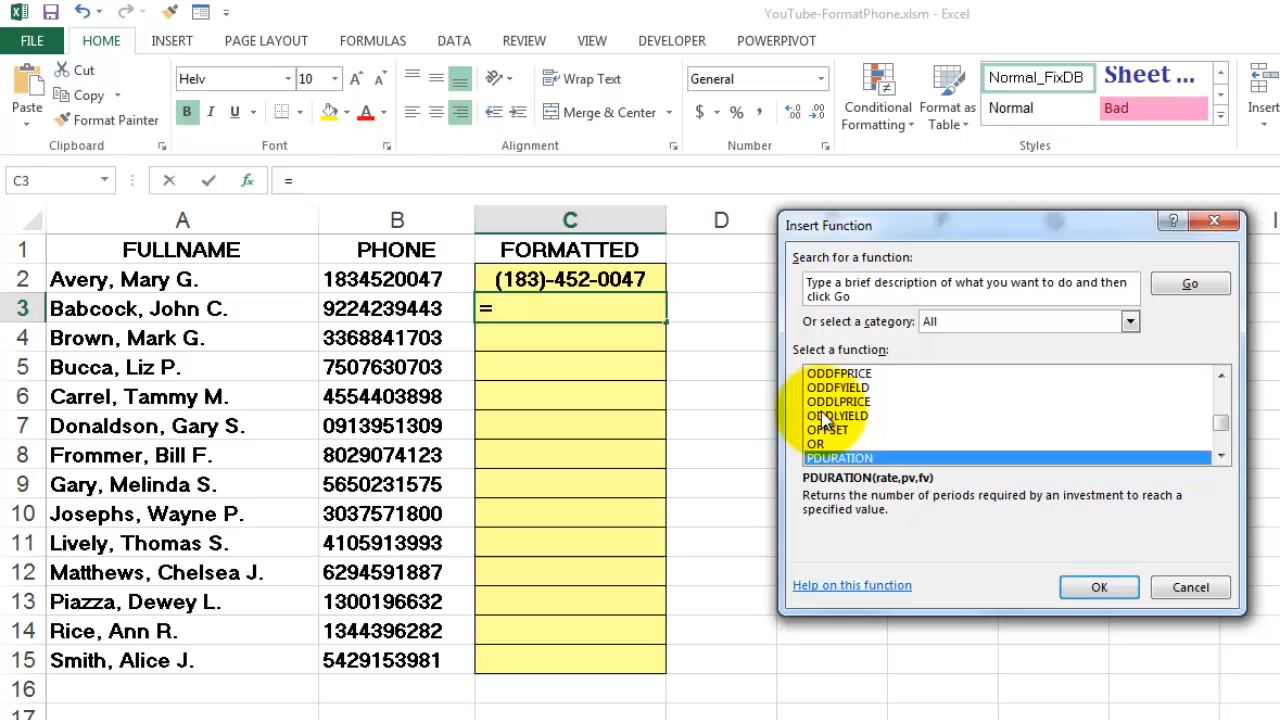 YouTube-FormatPhone.xlsm - Excel
FILE HOME INSERT PAGE LAYOUT FORMULAS DATA REVIEW VIEW DEVELOPER POWERPIVOT
Paste
Cut
Copy
Format Painter
Clipboard
Helv 10
B I U
Font
Wrap Text
Merge & Center
Alignment
General
$ % ,
Number
Conditional Formatting
Format as Table
Normal_FixDB Sheet ...
Normal Bad
Styles
Insert
C3 fx =
A B C D
1 FULLNAME PHONE FORMATTED
2 Avery, Mary G. 1834520047 (183)-452-0047
3 Babcock, John C. 9224239443 =
4 Brown, Mark G. 3368841703
5 Bucca, Liz P. 7507630703
6 Carrel, Tammy M. 4554403898
7 Donaldson, Gary S. 0913951309
8 Frommer, Bill F. 8029074123
9 Gary, Melinda S. 5650231575
10 Josephs, Wayne P. 3037571800
11 Lively, Thomas S. 4105913993
12 Matthews, Chelsea J. 6294591887
13 Piazza, Dewey L. 1300196632
14 Rice, Ann R. 1344396282
15 Smith, Alice J. 5429153981
16
17
Insert Function
Search for a function:
Type a brief description of what you want to do and then
click Go
Go
Or select a category: All
Select a function:
ODDFPRICE
ODDFYIELD
ODDLPRICE
ODDLYIELD
OFFSET
OR
PDURATION
PDURATION(rate,pv,fv)
Returns the number of periods required by an investment to reach a
specified value.
Help on this function
OK Cancel